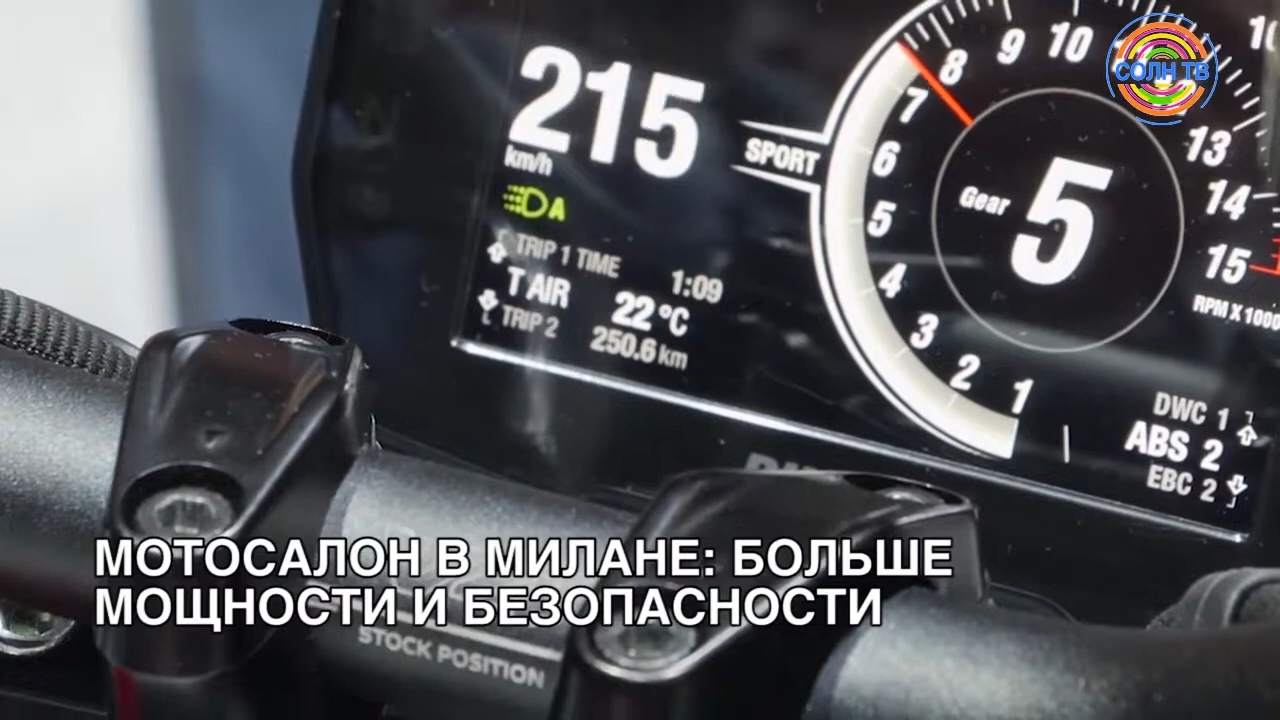 215
km/h
A
TRIP 1 TIME 1:09
T AIR 22 °C
TRIP 2 250.6 km
SPORT
1
2
3
4
5
6
7
8
9
10
13
14
15
RPM X 1000
Gear 5
DWC 1
ABS 2
EBC 2
СОЛН ТВ
МОТОСАЛОН В МИЛАНЕ: БОЛЬШЕ
МОЩНОСТИ И БЕЗОПАСНОСТИ
STOCK POSITION